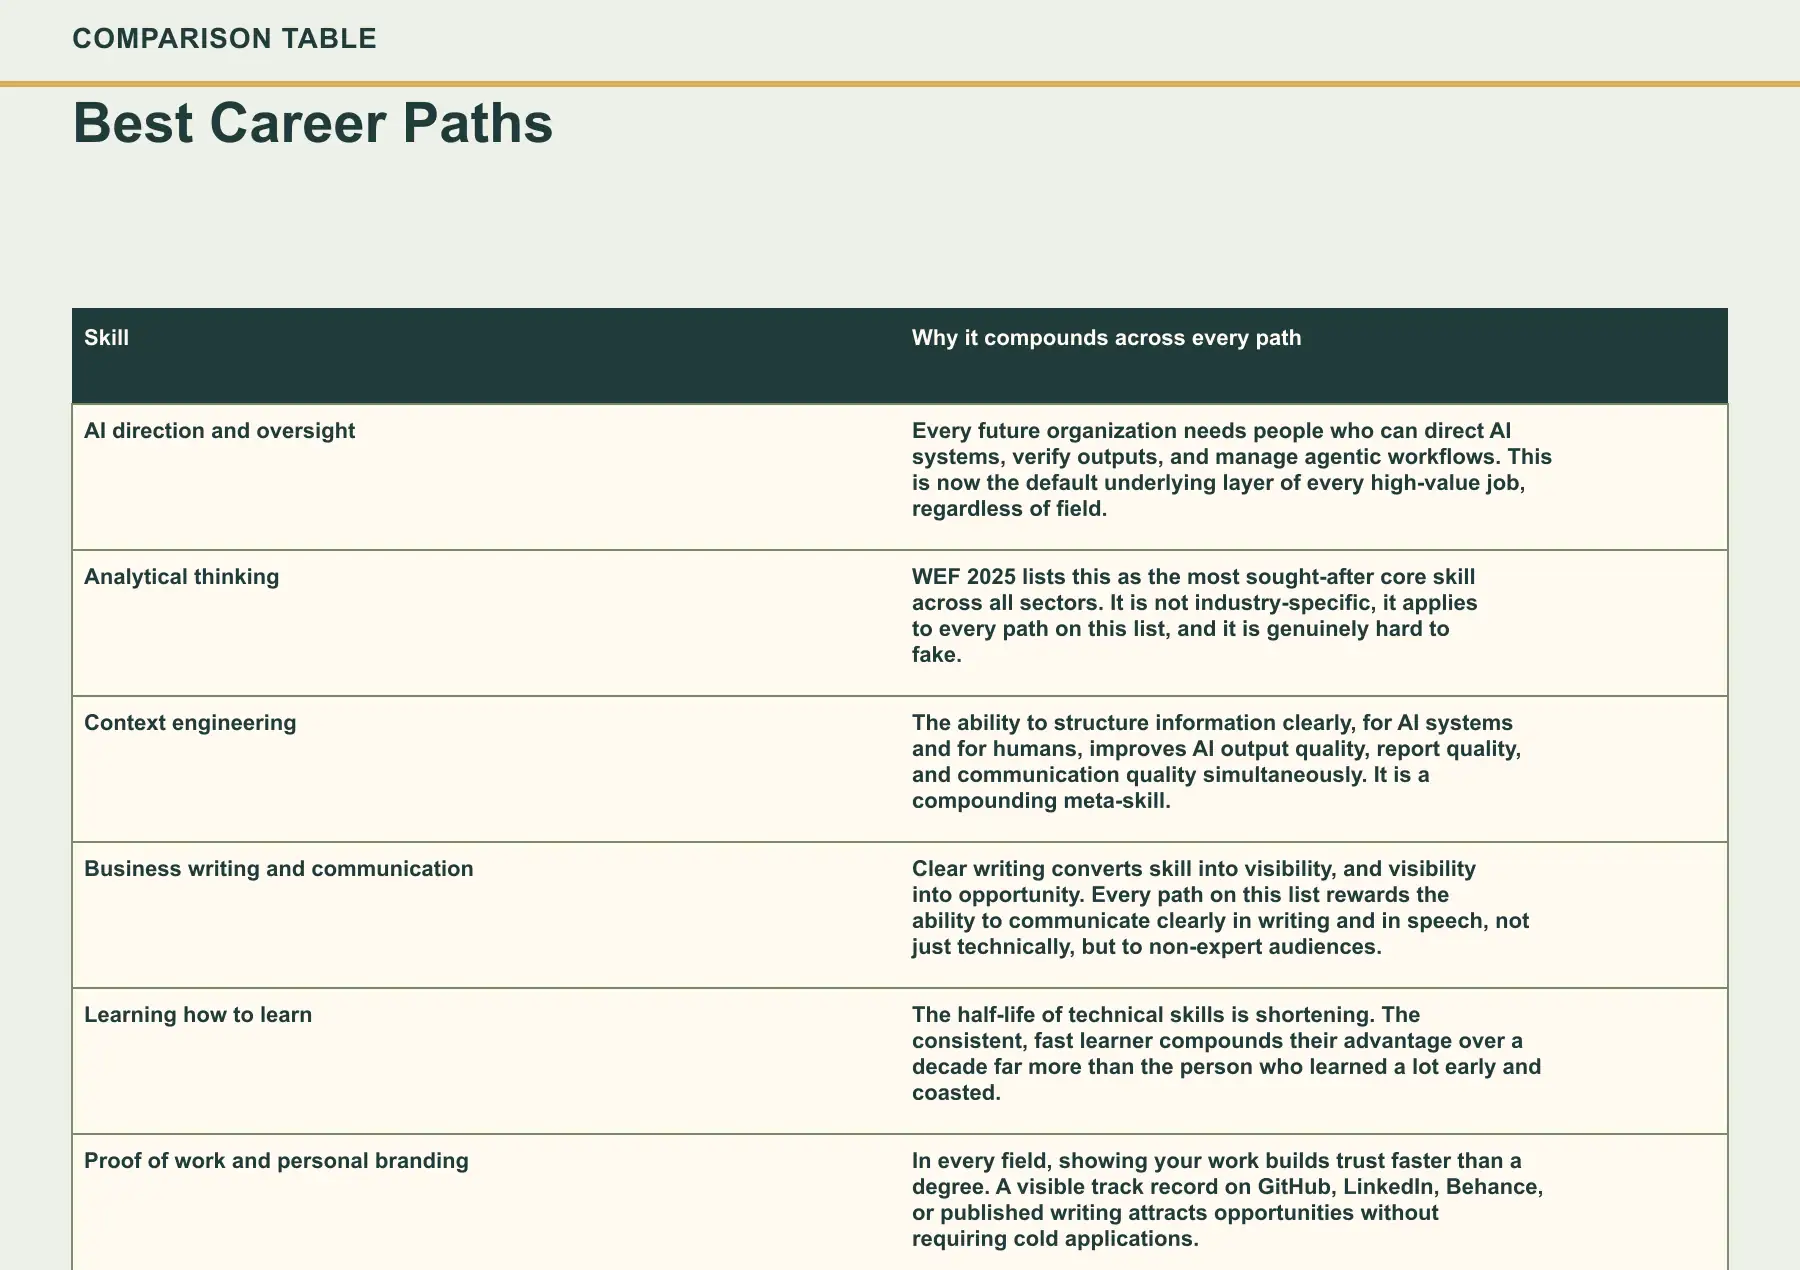 COMPARISON TABLE
Best Career Paths
Skill
Why it compounds across every path
AI direction and oversight
Every future organization needs people who can direct AI
systems, verify outputs, and manage agentic workflows. This
is now the default underlying layer of every high-value job,
regardless of field.
Analytical thinking
WEF 2025 lists this as the most sought-after core skill
across all sectors. It is not industry-specific, it applies
to every path on this list, and it is genuinely hard to
fake.
Context engineering
The ability to structure information clearly, for AI systems
and for humans, improves AI output quality, report quality,
and communication quality simultaneously. It is a
compounding meta-skill.
Business writing and communication
Clear writing converts skill into visibility, and visibility
into opportunity. Every path on this list rewards the
ability to communicate clearly in writing and in speech, not
just technically, but to non-expert audiences.
Learning how to learn
The half-life of technical skills is shortening. The
consistent, fast learner compounds their advantage over a
decade far more than the person who learned a lot early and
coasted.
Proof of work and personal branding
In every field, showing your work builds trust faster than a
degree. A visible track record on GitHub, LinkedIn, Behance,
or published writing attracts opportunities without
requiring cold applications.